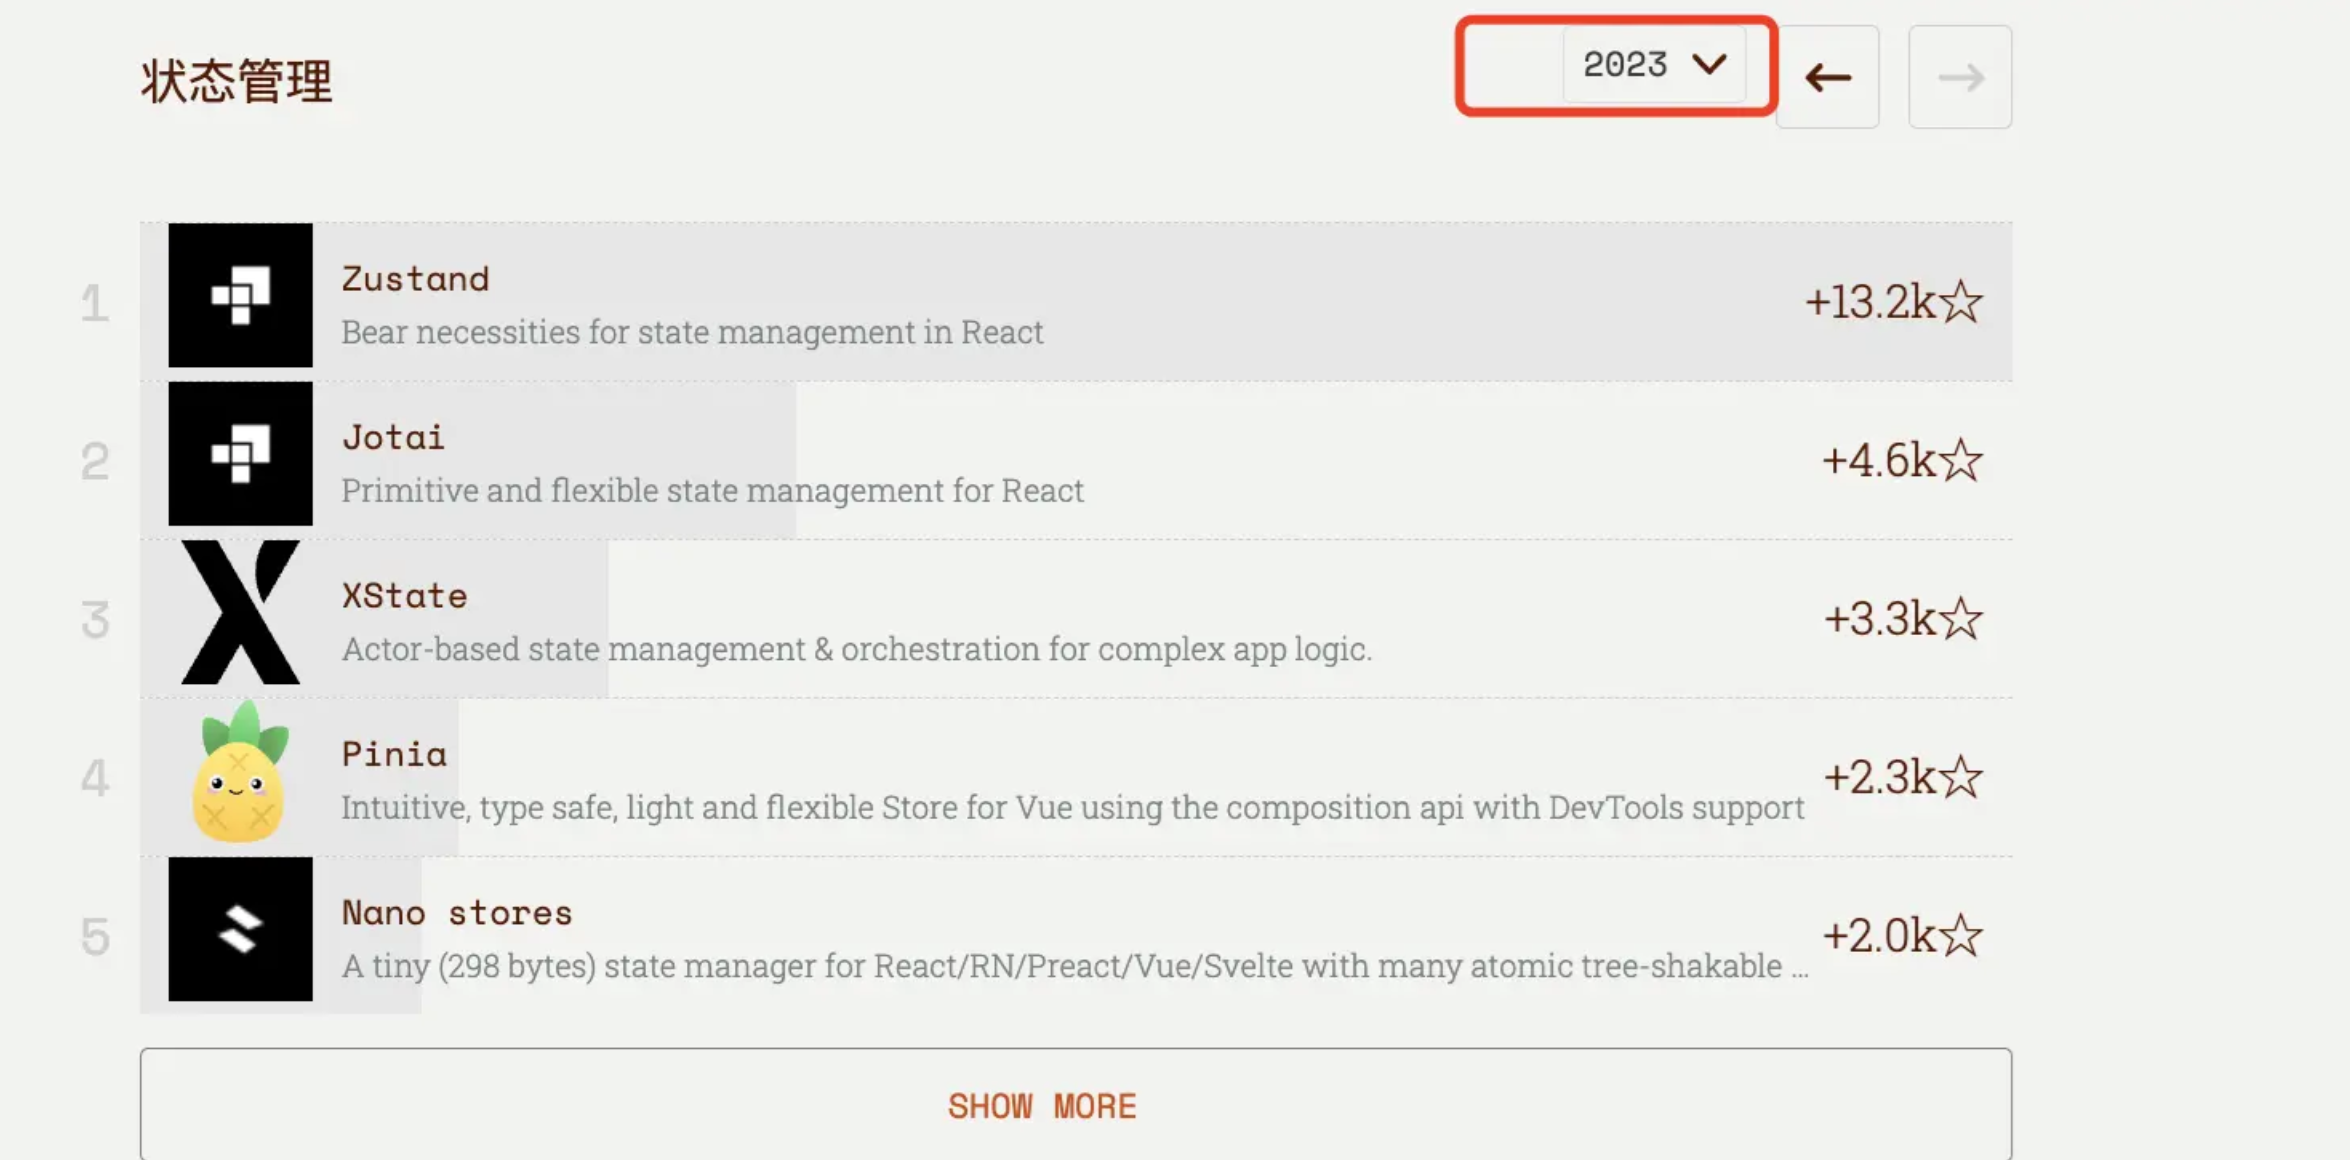 状态管理
2023
1
Zustand
Bear necessities for state management in React
+13.2k☆
2
Jotai
Primitive and flexible state management for React
+4.6k☆
3
XState
Actor-based state management & orchestration for complex app logic.
+3.3k☆
4
Pinia
Intuitive, type safe, light and flexible Store for Vue using the composition api with DevTools support
+2.3k☆
5
Nano stores
A tiny (298 bytes) state manager for React/RN/Preact/Vue/Svelte with many atomic tree-shakable ...
+2.0k☆
SHOW MORE